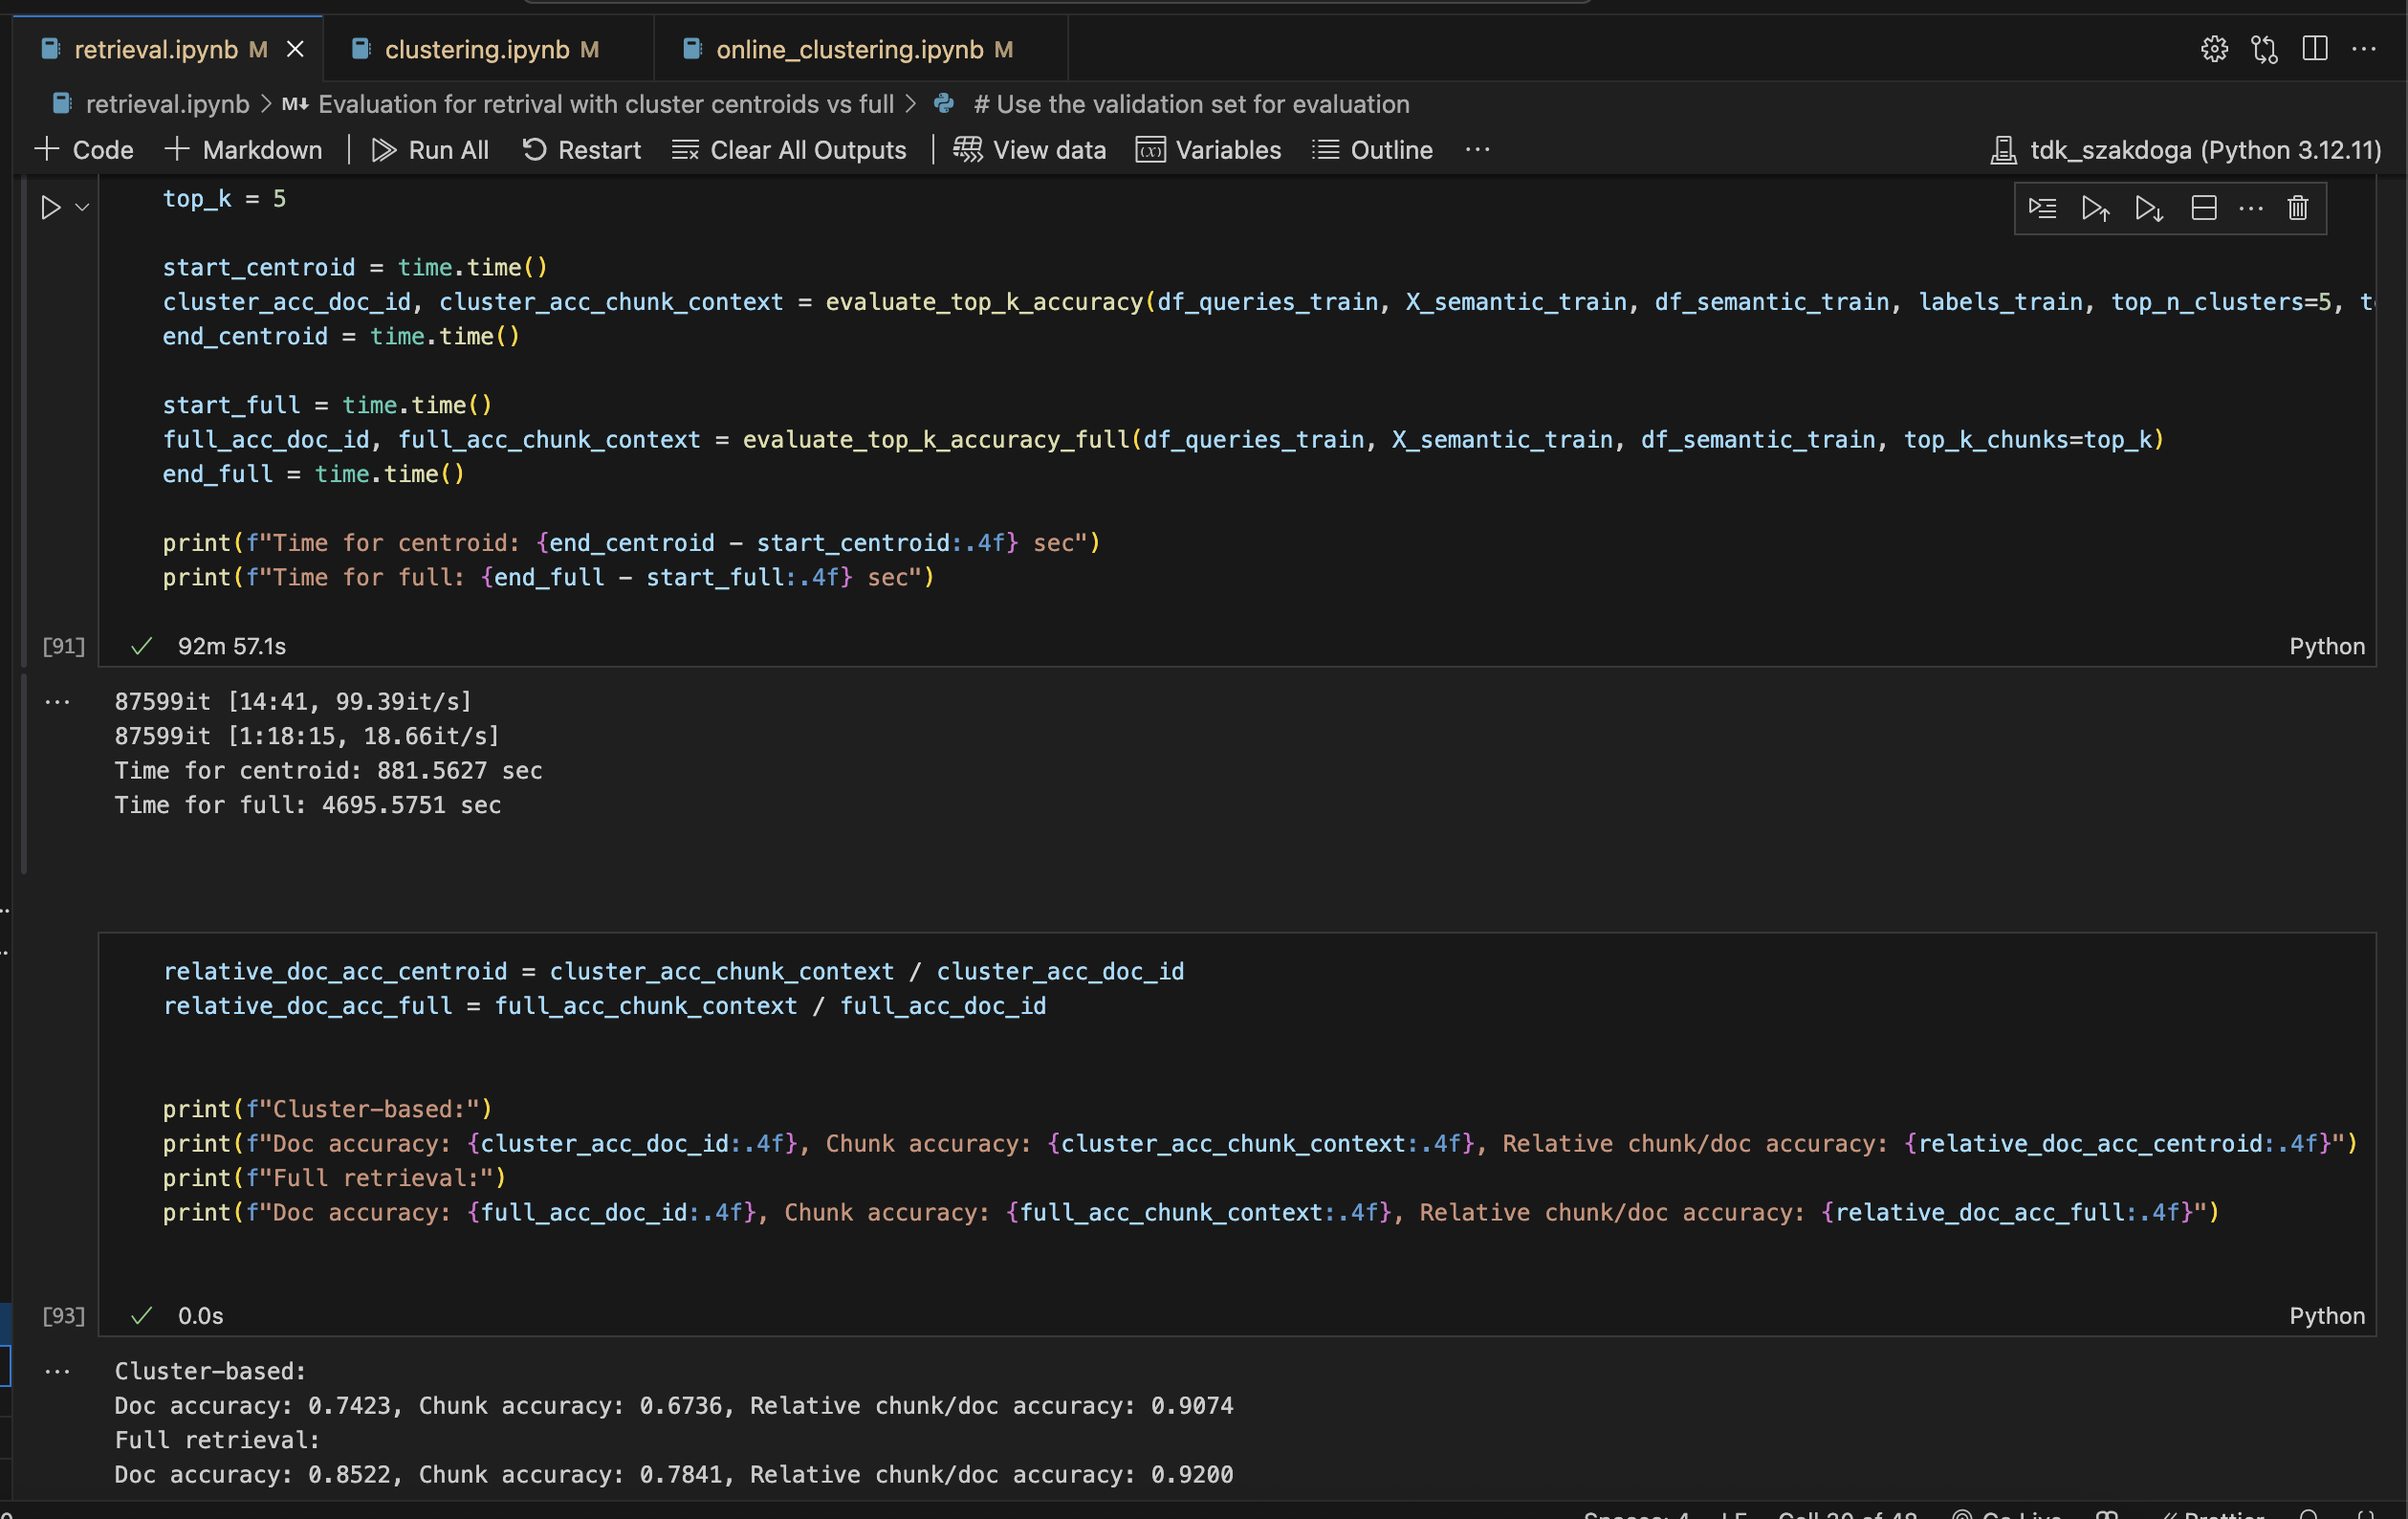 retrieval.ipynb M
clustering.ipynb M
online_clustering.ipynb M
retrieval.ipynb > M↓ Evaluation for retrival with cluster centroids vs full > # Use the validation set for evaluation
+ Code + Markdown | Run All Restart Clear All Outputs | View data Variables Outline ... tdk_szakdoga (Python 3.12.11)
top_k = 5
start_centroid = time.time()
cluster_acc_doc_id, cluster_acc_chunk_context = evaluate_top_k_accuracy(df_queries_train, X_semantic_train, df_semantic_train, labels_train, top_n_clusters=5,
end_centroid = time.time()
start_full = time.time()
full_acc_doc_id, full_acc_chunk_context = evaluate_top_k_accuracy_full(df_queries_train, X_semantic_train, df_semantic_train, top_k_chunks=top_k)
end_full = time.time()
print(f"Time for centroid: {end_centroid - start_centroid:.4f} sec")
print(f"Time for full: {end_full - start_full:.4f} sec")
[91] 92m 57.1s Python
87599it [14:41, 99.39it/s]
87599it [1:18:15, 18.66it/s]
Time for centroid: 881.5627 sec
Time for full: 4695.5751 sec
relative_doc_acc_centroid = cluster_acc_chunk_context / cluster_acc_doc_id
relative_doc_acc_full = full_acc_chunk_context / full_acc_doc_id
print(f"Cluster-based:")
print(f"Doc accuracy: {cluster_acc_doc_id:.4f}, Chunk accuracy: {cluster_acc_chunk_context:.4f}, Relative chunk/doc accuracy: {relative_doc_acc_centroid:.4f}")
print(f"Full retrieval:")
print(f"Doc accuracy: {full_acc_doc_id:.4f}, Chunk accuracy: {full_acc_chunk_context:.4f}, Relative chunk/doc accuracy: {relative_doc_acc_full:.4f}")
[93] 0.0s Python
Cluster-based:
Doc accuracy: 0.7423, Chunk accuracy: 0.6736, Relative chunk/doc accuracy: 0.9074
Full retrieval:
Doc accuracy: 0.8522, Chunk accuracy: 0.7841, Relative chunk/doc accuracy: 0.9200